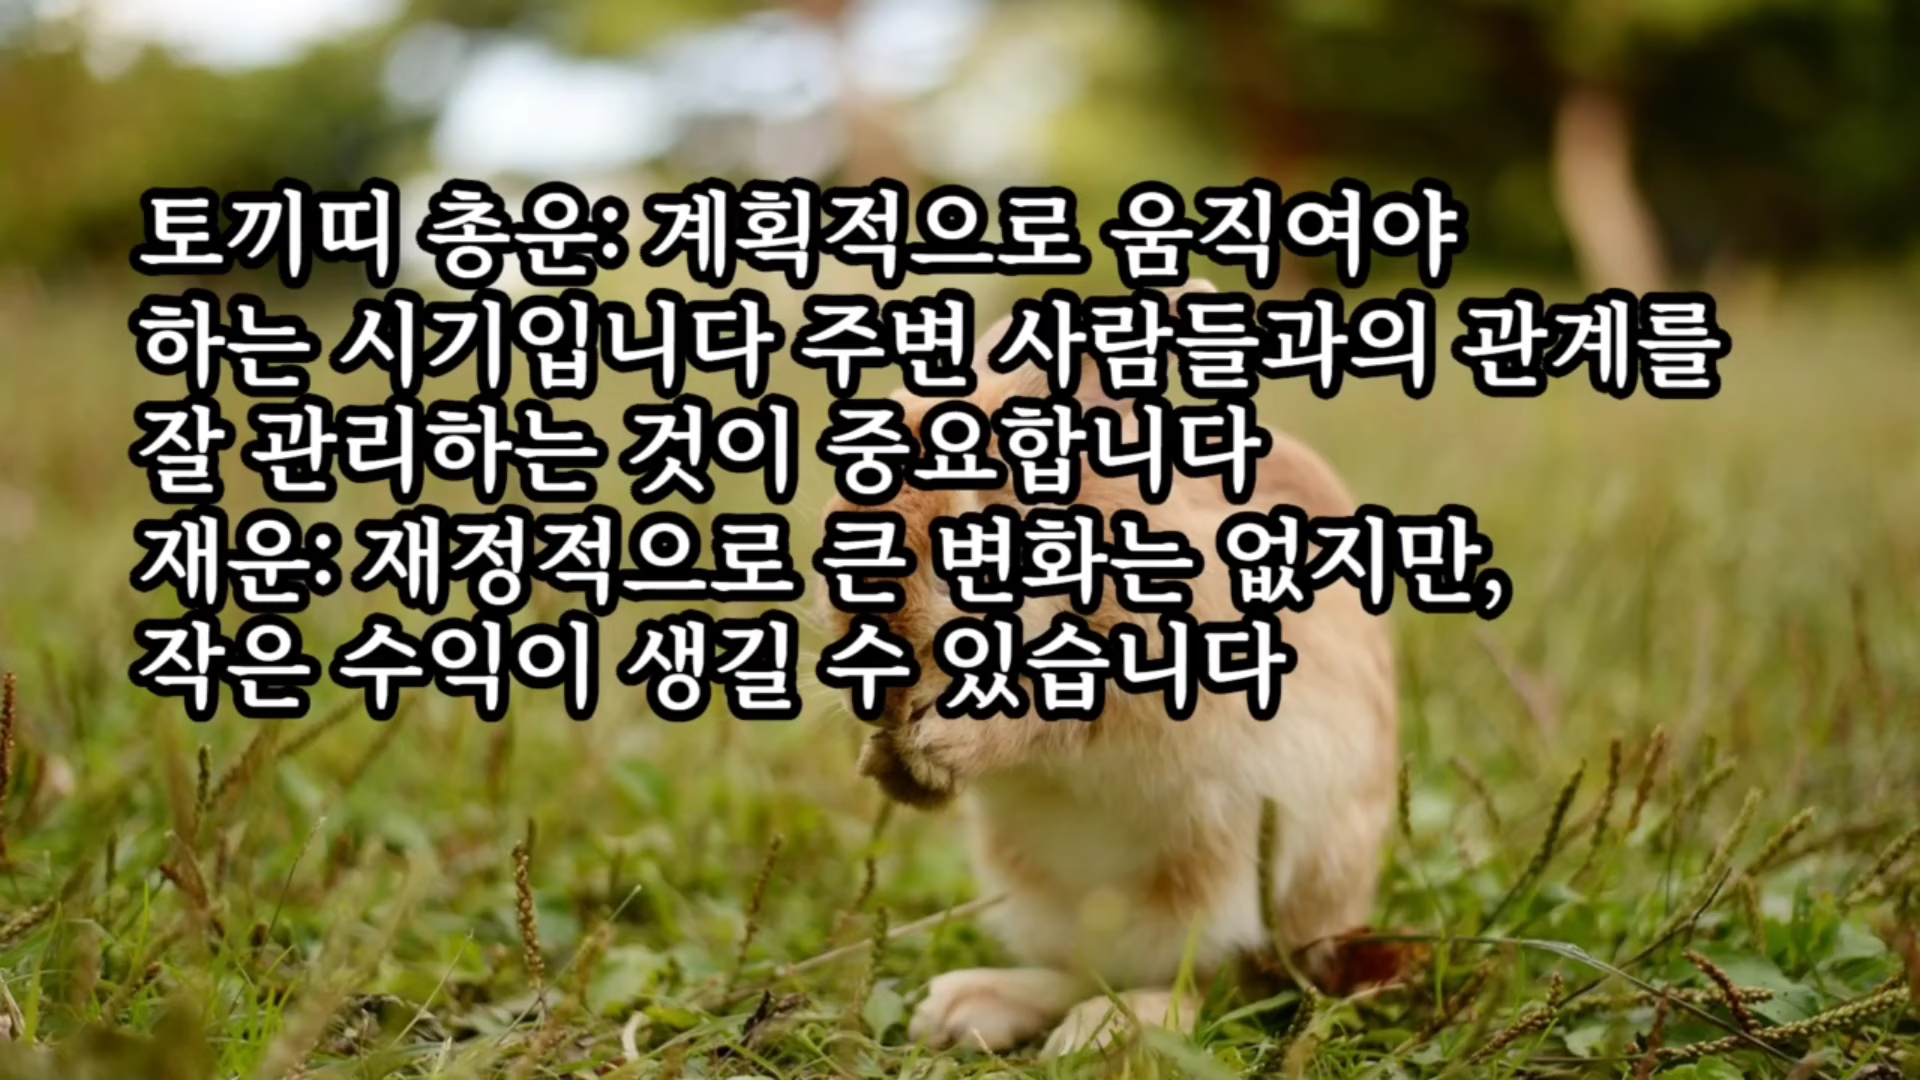 토끼띠 총운: 계획적으로 움직여야
하는 시기입니다 주변 사람들과의 관계를
잘 관리하는 것이 중요합니다
재운: 재정적으로 큰 변화는 없지만,
작은 수익이 생길 수 있습니다